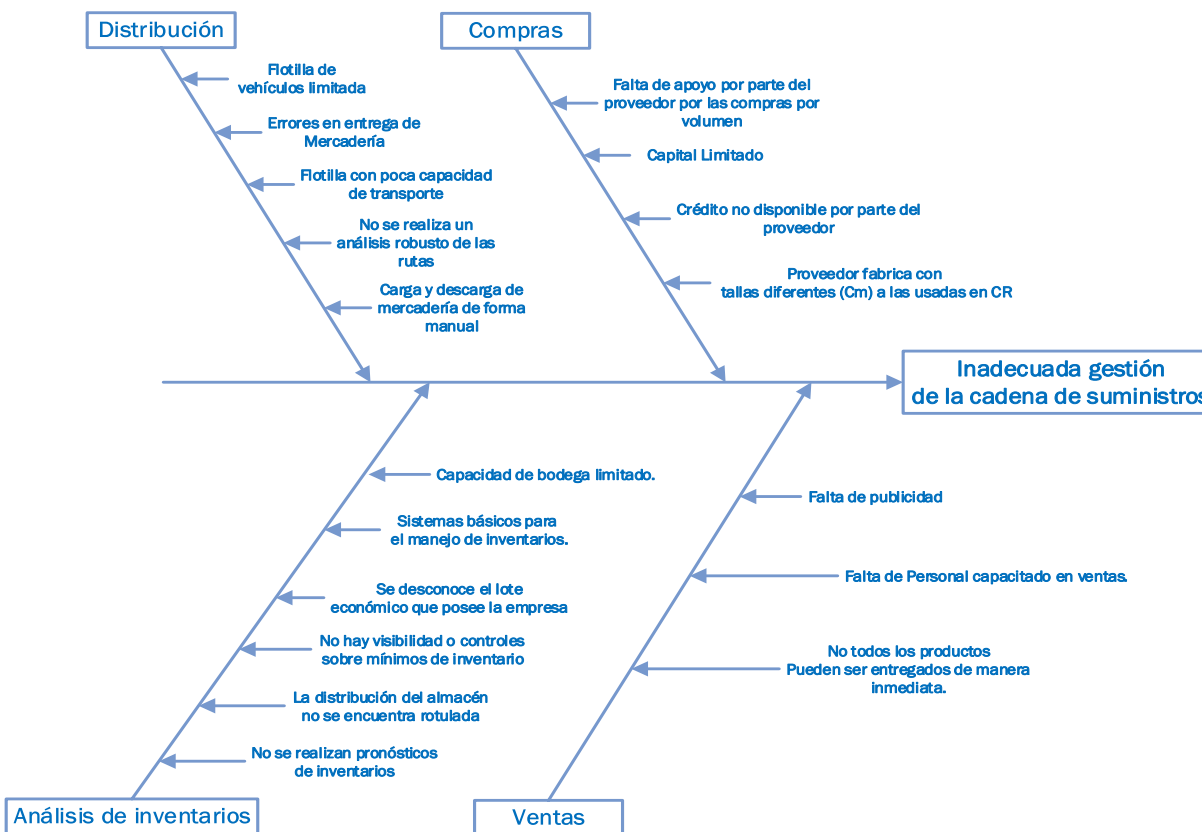 Distribución
Flotilla de
vehículos limitada
Errores en entrega de
Mercadería
Flotilla con poca capacidad
de transporte
No se realiza un
análisis robusto de las
rutas
Carga y descarga de
mercadería de forma
manual
Compras
Falta de apoyo por parte del
proveedor por las compras por
volumen
Capital Limitado
Crédito no disponible por parte del
proveedor
Proveedor fabrica con
tallas diferentes (Cm) a las usadas en CR
Inadecuada gestión
de la cadena de suministros
Capacidad de bodega limitado.
Sistemas básicos para
el manejo de inventarios.
Se desconoce el lote
económico que posee la empresa
No hay visibilidad o controles
sobre mínimos de inventario
La distribución del almacén
no se encuentra rotulada
No se realizan pronósticos
de inventarios
Análisis de inventarios
Falta de publicidad
Falta de Personal capacitado en ventas.
No todos los productos
Pueden ser entregados de manera
inmediata.
Ventas